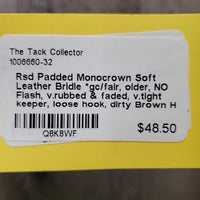 The Tack Collector
1006660-32
Rsd Padded Monocrown Soft
Leather Bridle *gc/fair, older, NO
Flash, v.rubbed & faded, v.tight
keeper, loose hook, dirty Brown H
Q8K8WF
$48.50